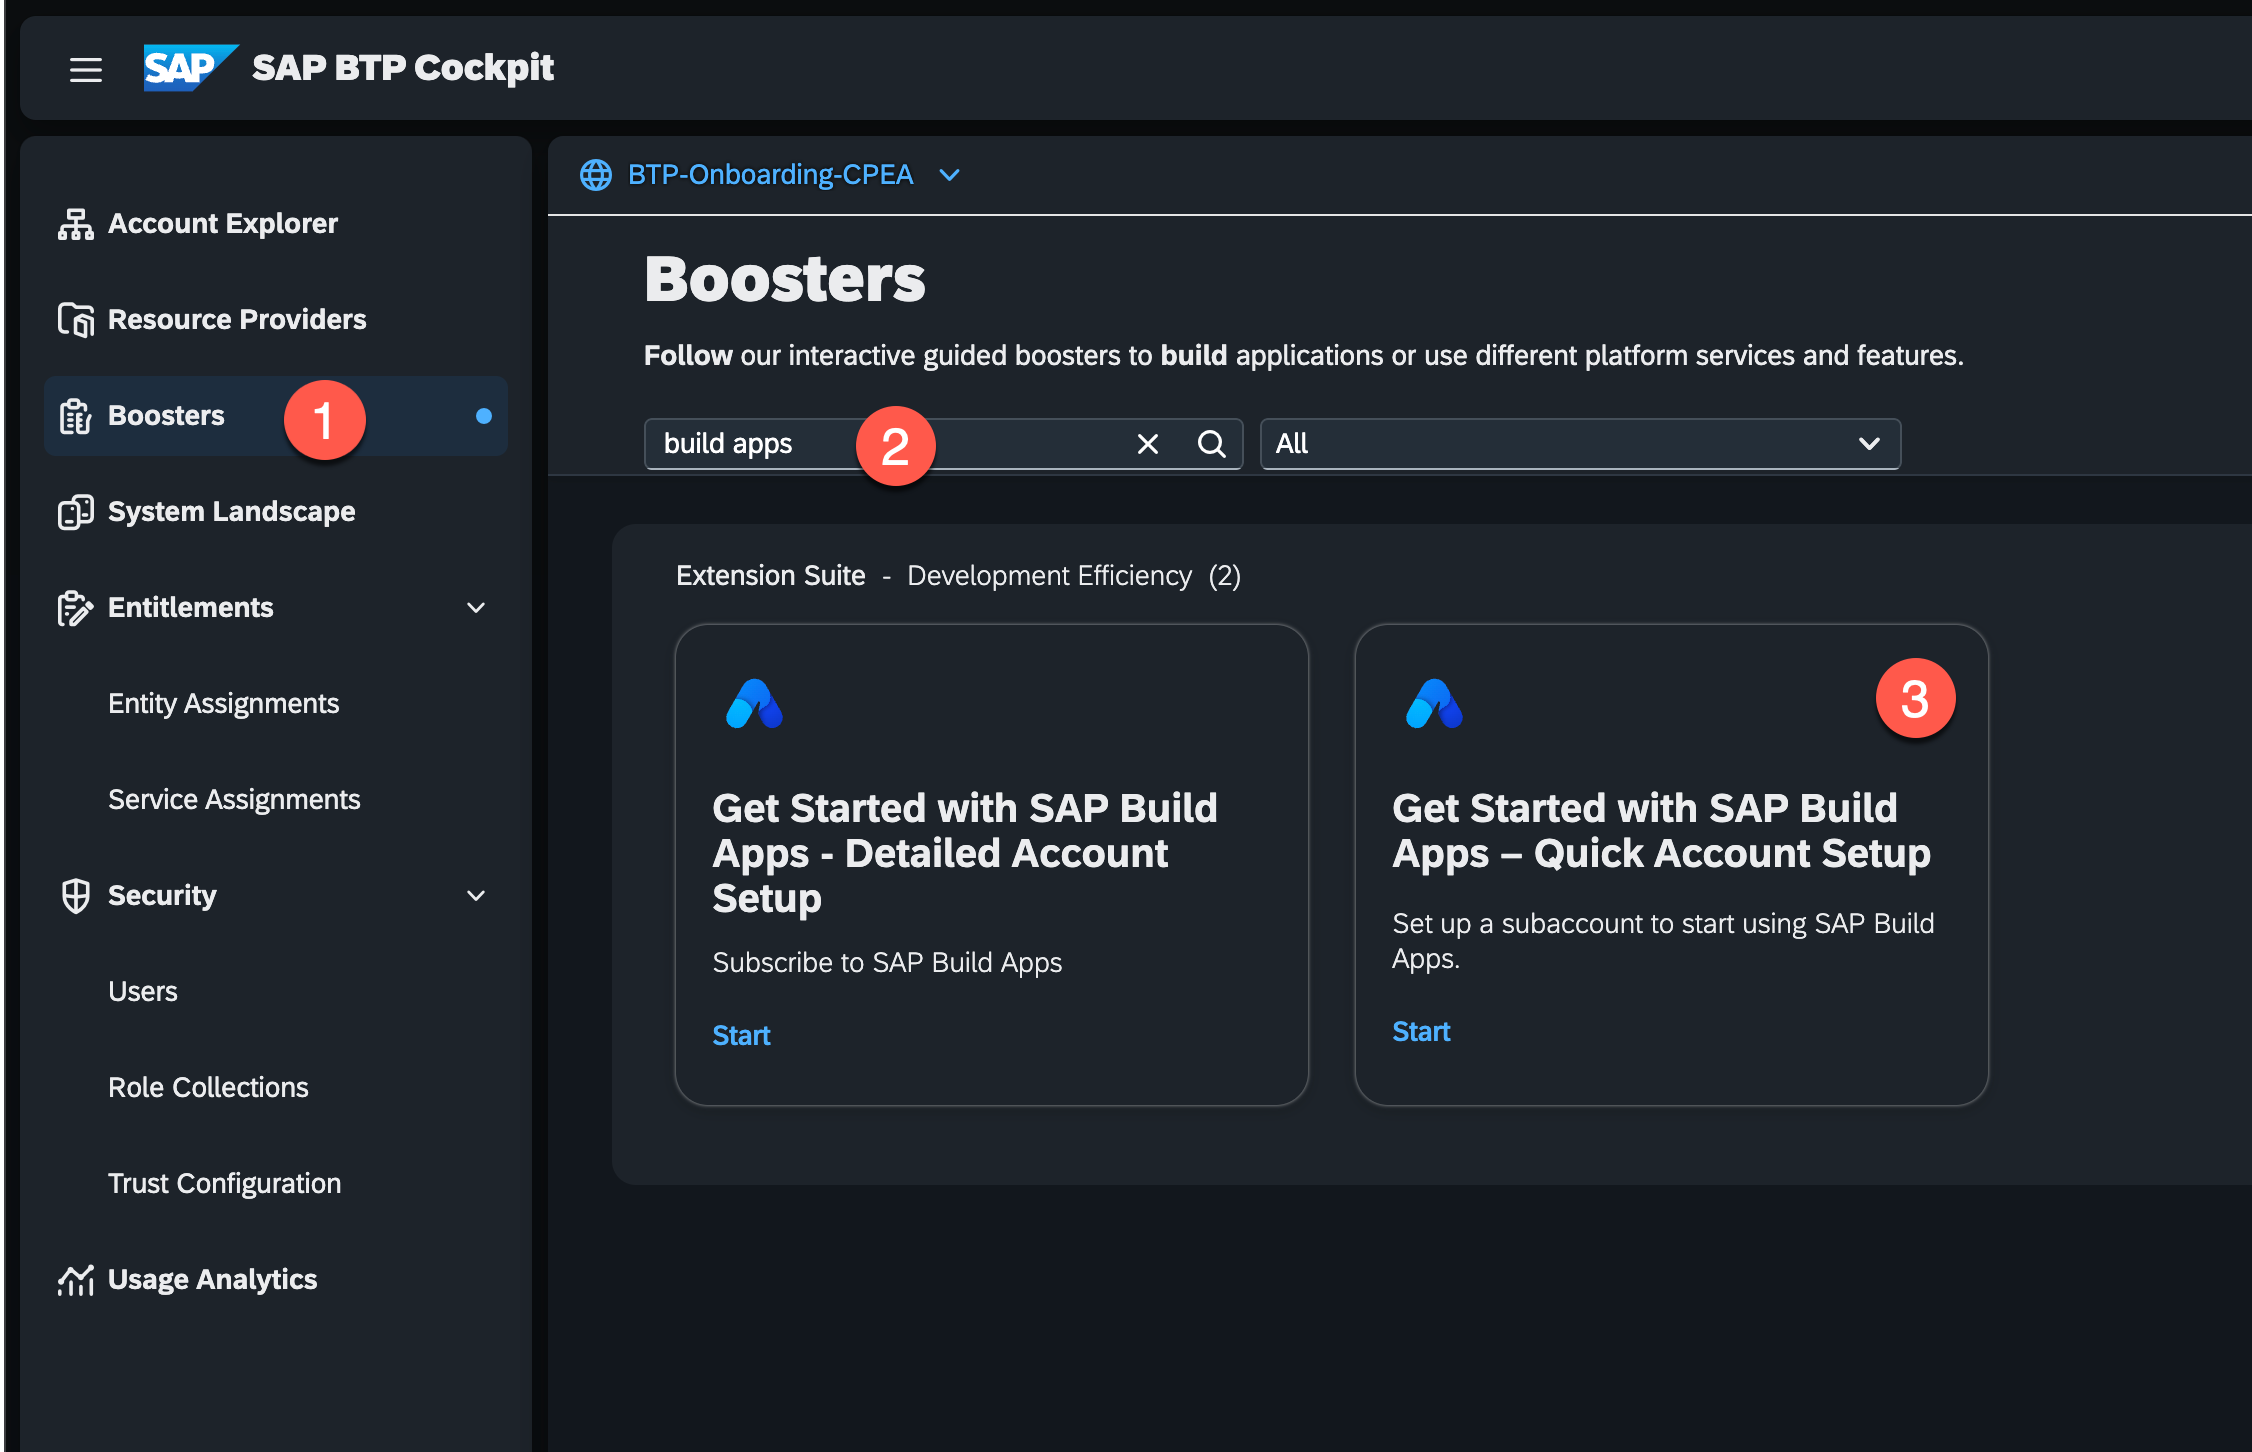 SAP SAP BTP Cockpit
Account Explorer
Resource Providers
Boosters 1
System Landscape
Entitlements
Entity Assignments
Service Assignments
Security
Users
Role Collections
Trust Configuration
Usage Analytics
BTP-Onboarding-CPEA
Boosters
Follow our interactive guided boosters to build applications or use different platform services and features.
build apps 2
All
Extension Suite - Development Efficiency (2)
Get Started with SAP Build
Apps - Detailed Account
Setup
Subscribe to SAP Build Apps
Start
3
Get Started with SAP Build
Apps – Quick Account Setup
Set up a subaccount to start using SAP Build
Apps.
Start